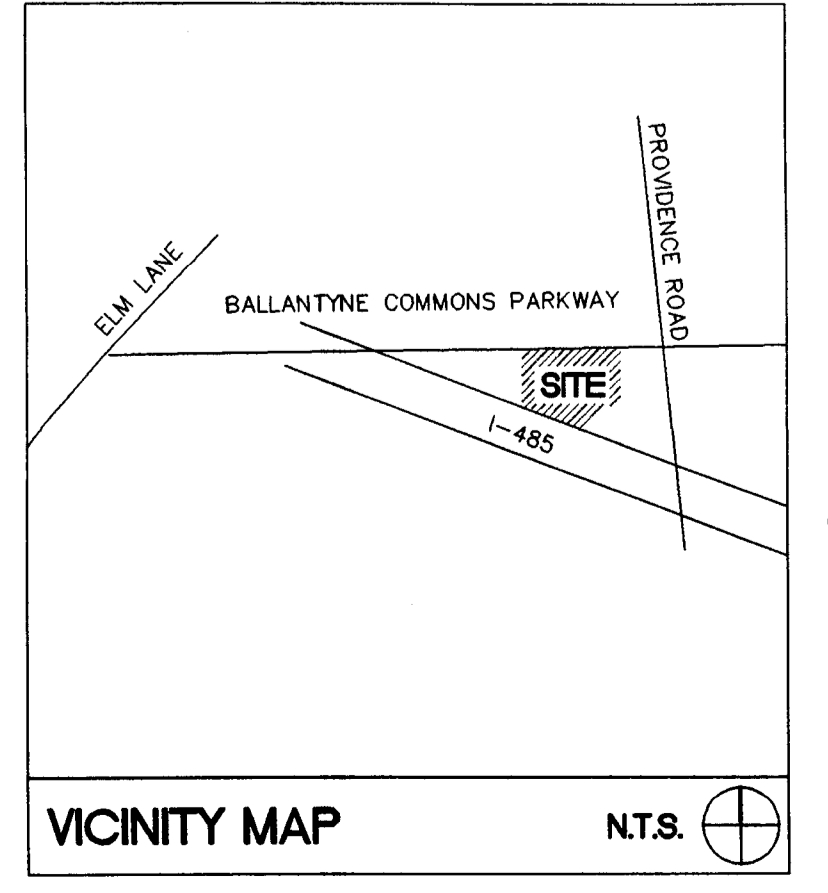 PROVIDENCE ROAD
ELM LANE
BALLANTYNE COMMONS PARKWAY
SITE
I-485
VICINITY MAP
N.T.S.